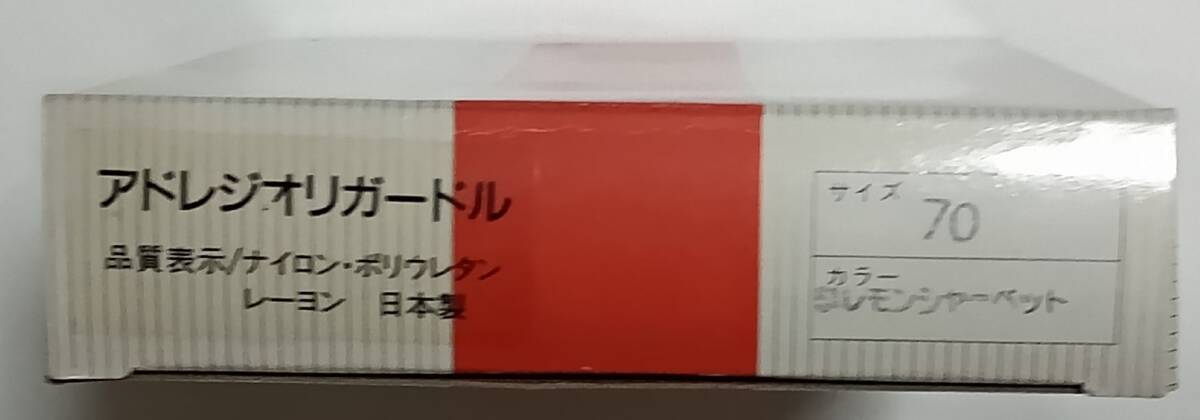 アドレジオリガードル
品質表示/ナイロン・ポリウレタン
レーヨン 日本製
サイズ
70
カラー
レモンシャーベット